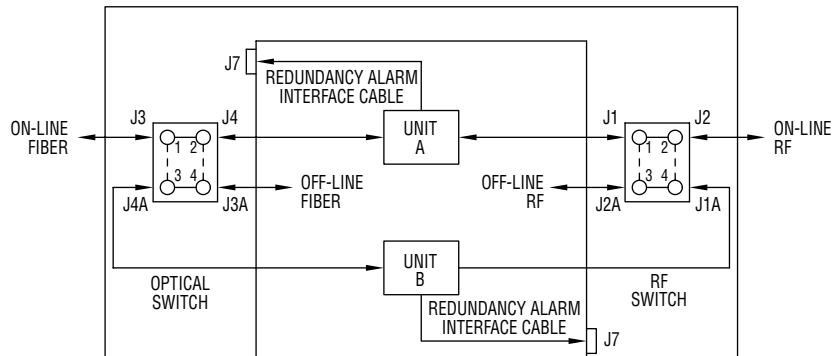 J7
REDUNDANCY ALARM
INTERFACE CABLE
J3
J4
J1
J2
ON-LINE
FIBER
1 2
3 4
UNIT
A
1 2
3 4
ON-LINE
RF
J4A
J3A
OFF-LINE
FIBER
OFF-LINE
RF
J2A
J1A
OPTICAL
SWITCH
UNIT
B
RF
SWITCH
REDUNDANCY ALARM
INTERFACE CABLE
J7